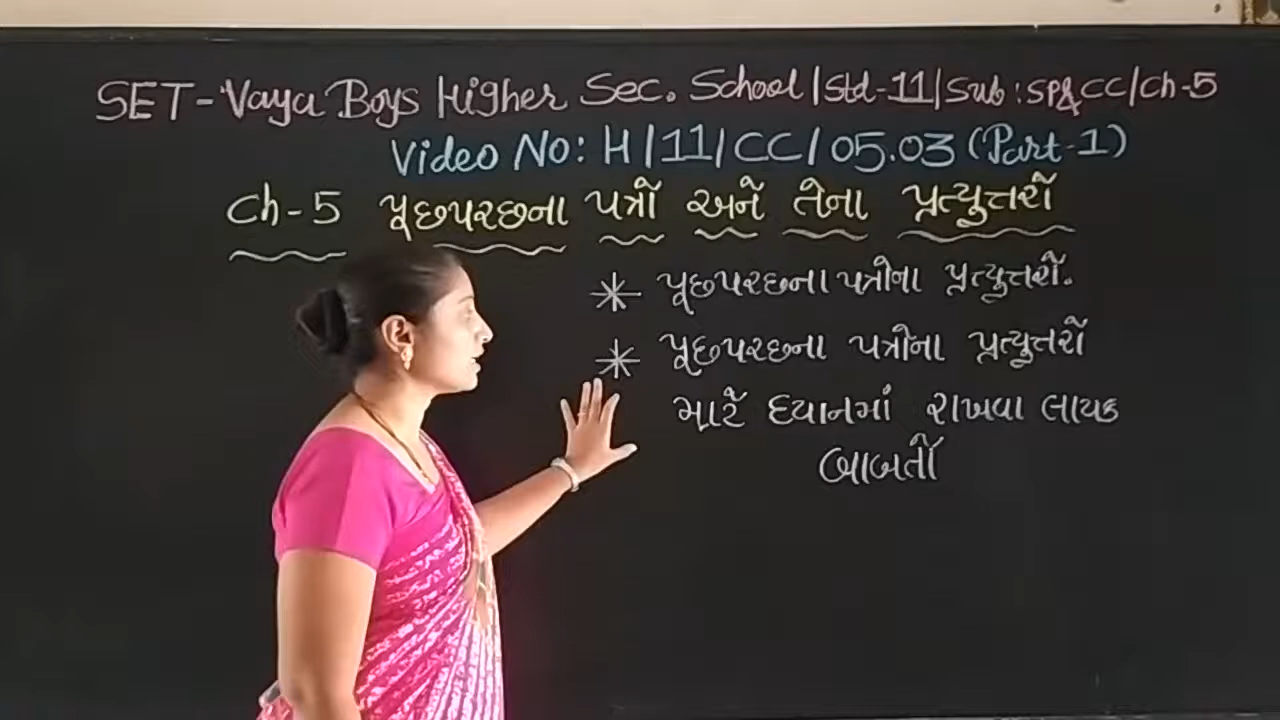 SET-Vaya Boys Higher Sec. School | Std-11 | Sub: SP&CC/Ch-5
Video No: H/11/CC/05.03 (Part-1)
Ch-5 પૂછપરછના પત્રો અને તેના પ્રત્યુત્તરો
* પૂછપરછના પત્રોના પ્રત્યુત્તરો.
* પૂછપરછના પત્રોના પ્રત્યુત્તરો
માટે ધ્યાનમાં રાખવા લાયક
બાબતો